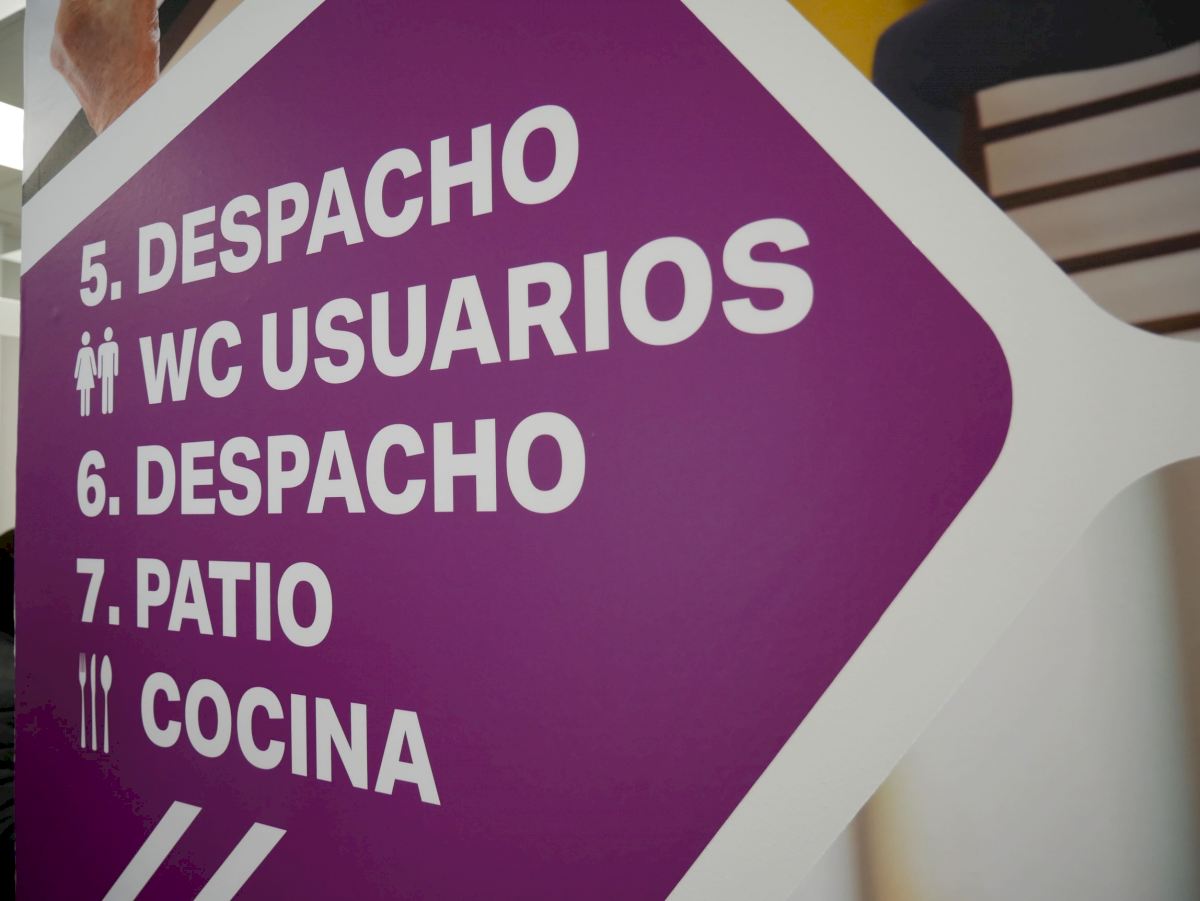 5. DESPACHO
WC USUARIOS
6. DESPACHO
7. PATIO
COCINA